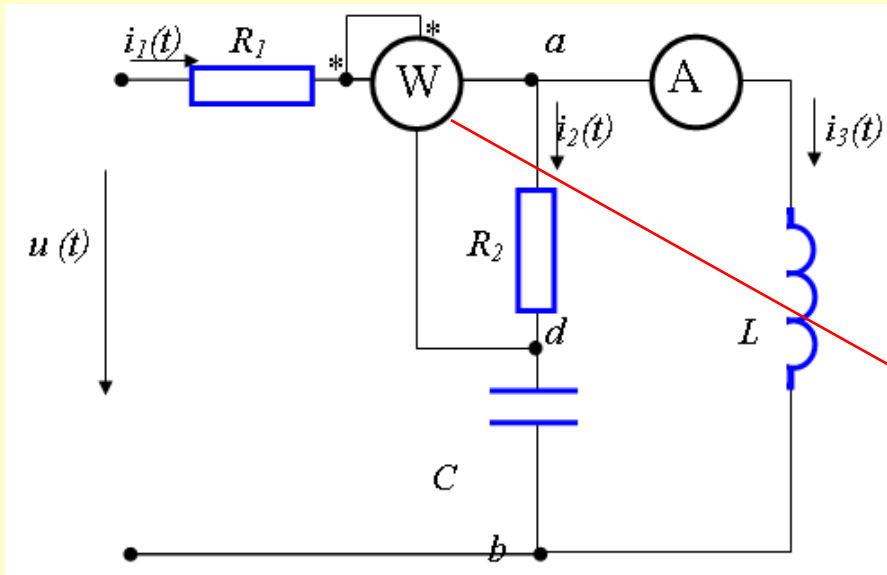 i1(t) R1 * * a
W A
i2(t) i3(t)
u (t) R2
d L
C
b